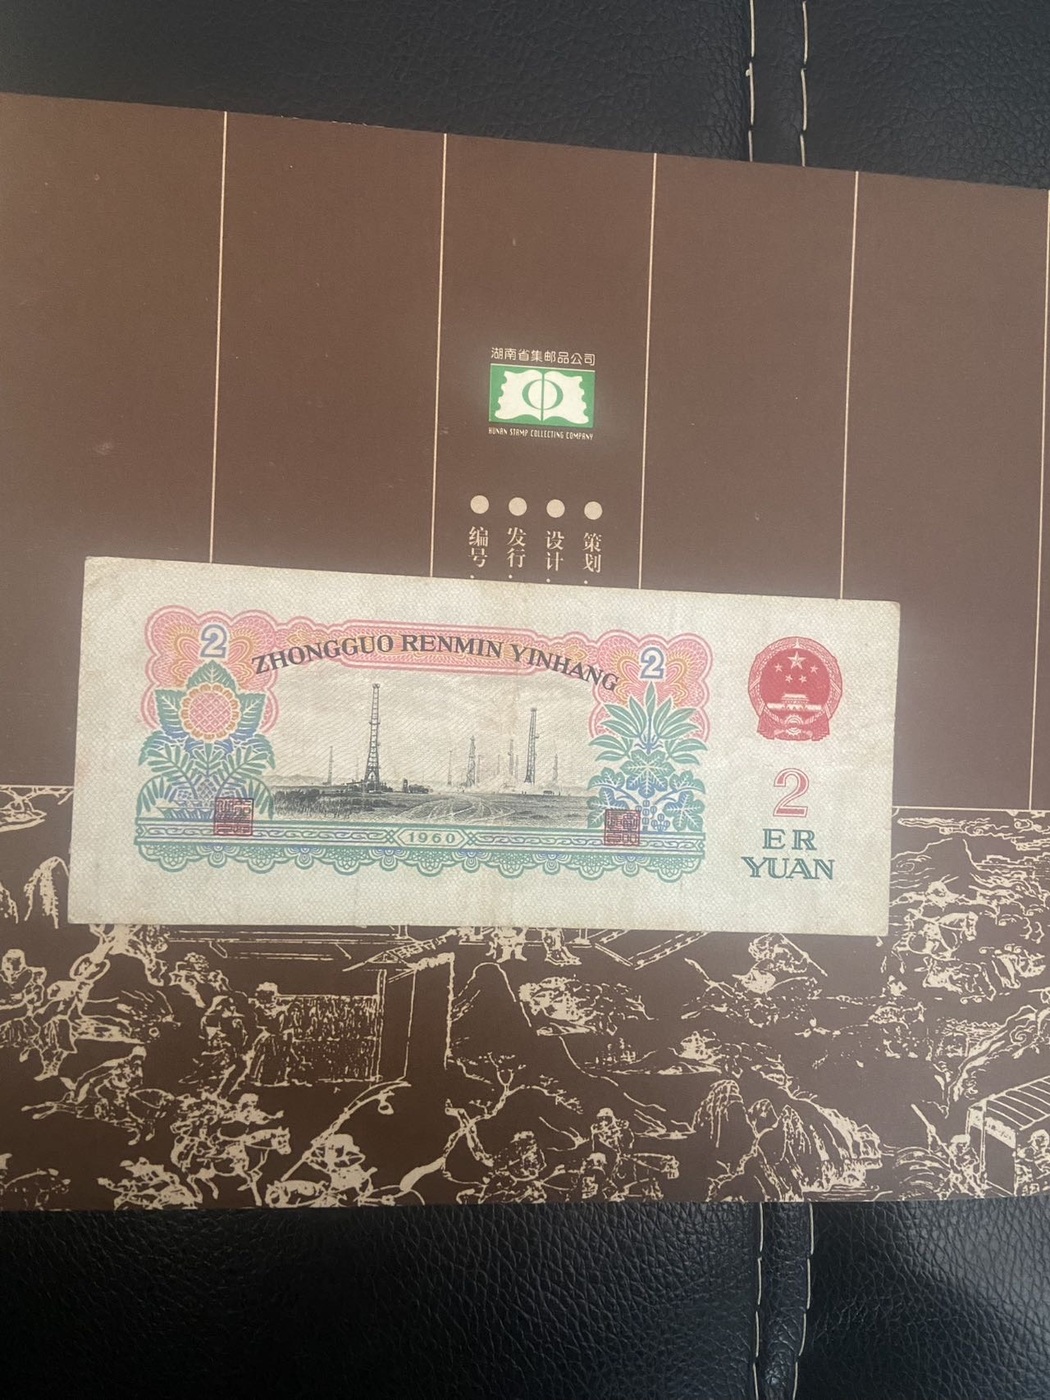 湖南省集邮品公司
HUNAN STAMP COLLECTING COMPANY
策划:
设计:
发行:
编号:
2
ZHONGGUO RENMIN YINHANG
2
1960
2
ER
YUAN